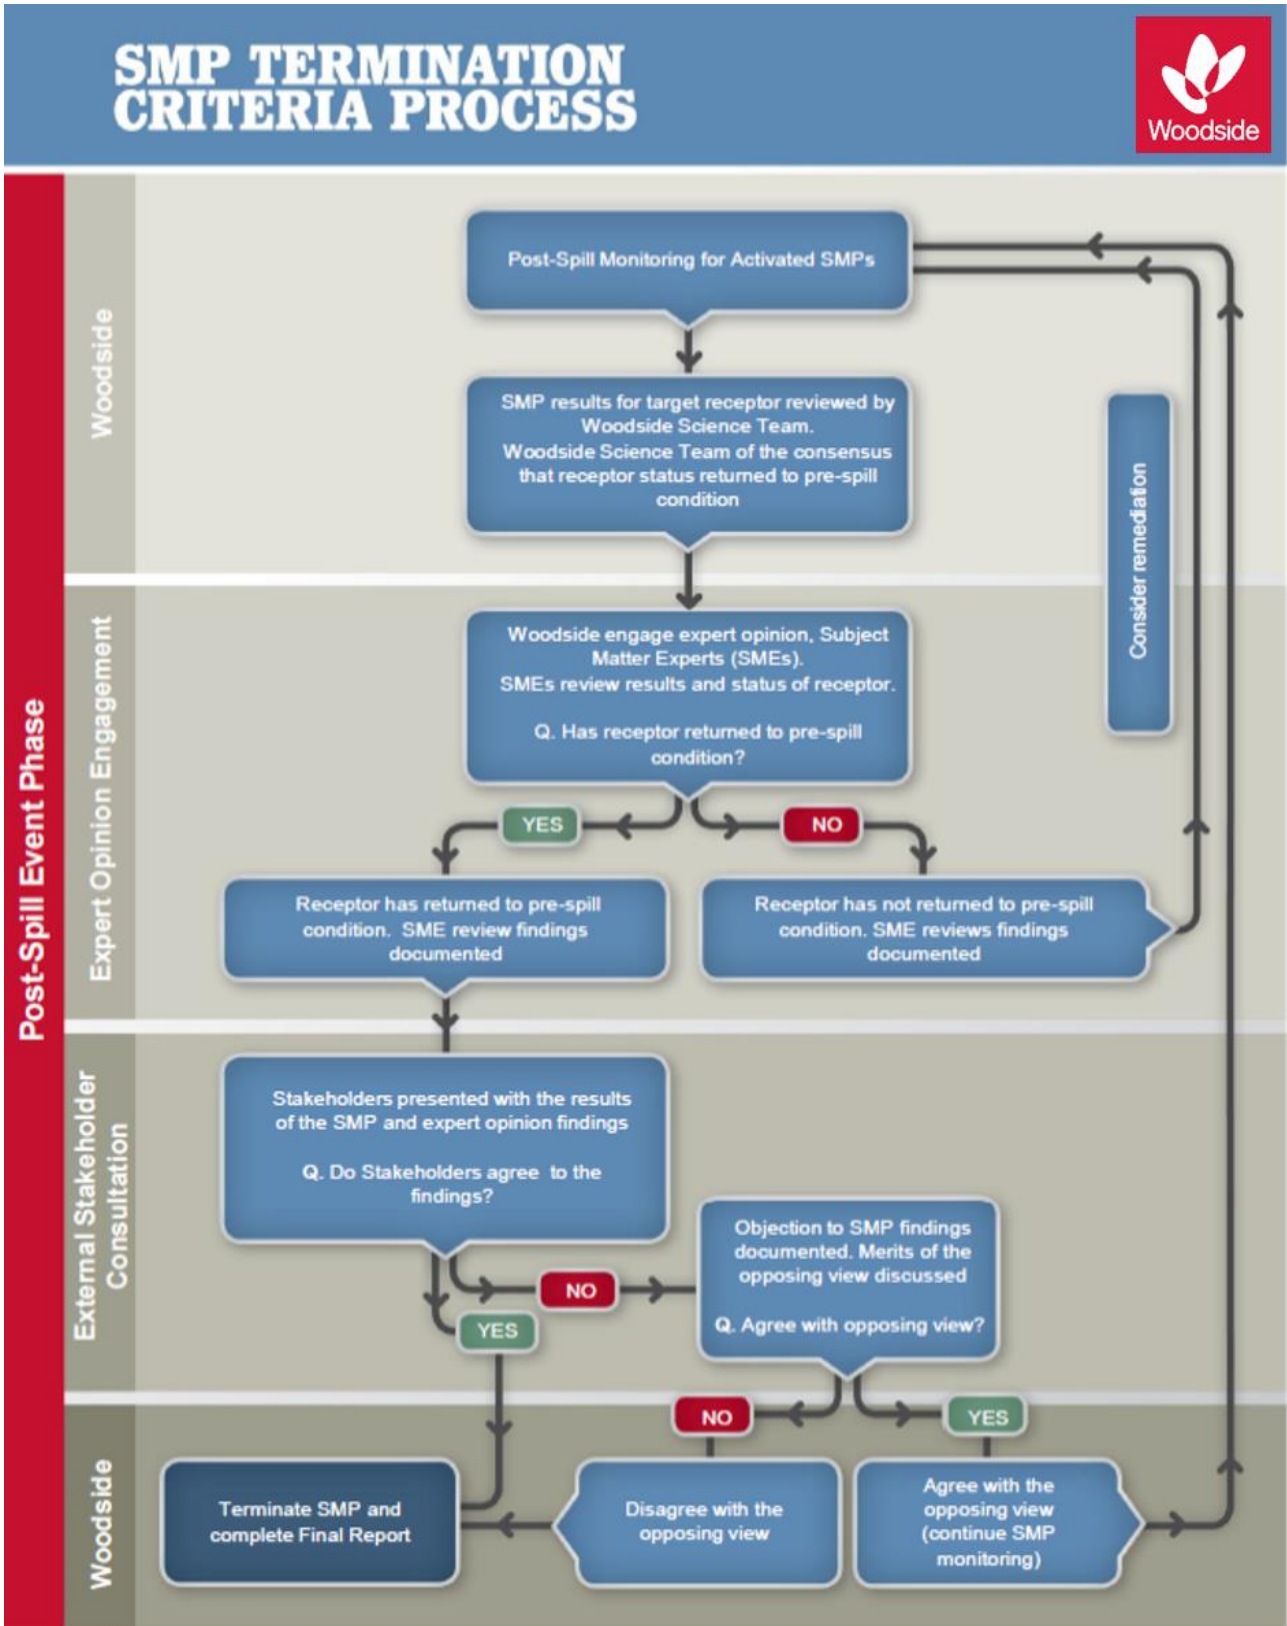 SMP TERMINATION
CRITERIA PROCESS
Woodside
Post-Spill Event Phase
Woodside
Post-Spill Monitoring for Activated SMPs
SMP results for target receptor reviewed by
Woodside Science Team.
Woodside Science Team of the consensus
that receptor status returned to pre-spill
condition
Consider remediation
Expert Opinion Engagement
Woodside engage expert opinion, Subject
Matter Experts (SMEs).
SMEs review results and status of receptor.
Q. Has receptor returned to pre-spill
condition?
YES
NO
Receptor has returned to pre-spill
condition. SME review findings
documented
Receptor has not returned to pre-spill
condition. SME reviews findings
documented
External Stakeholder
Consultation
Stakeholders presented with the results
of the SMP and expert opinion findings
Q. Do Stakeholders agree to the
findings?
NO
YES
Objection to SMP findings
documented. Merits of the
opposing view discussed
Q. Agree with opposing view?
NO
YES
Woodside
Terminate SMP and
complete Final Report
Disagree with the
opposing view
Agree with the
opposing view
(continue SMP
monitoring)